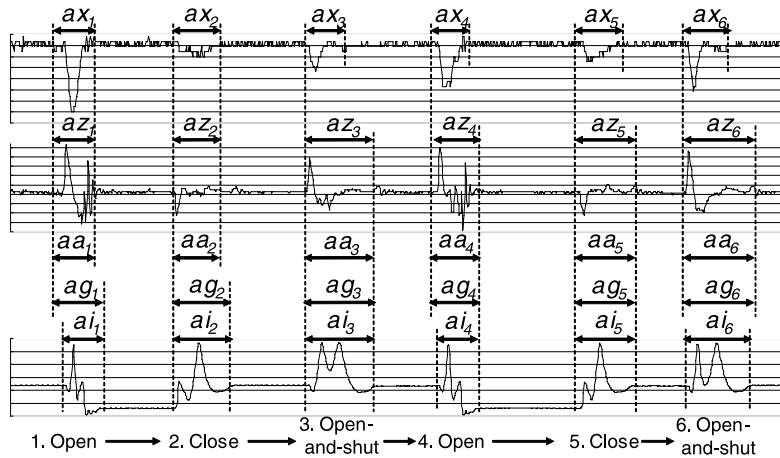 ax1 ax2 ax3 ax4 ax5 ax6
az1 az2 az3 az4 az5 az6
aa1 aa2 aa3 aa4 aa5 aa6
ag1 ag2 ag3 ag4 ag5 ag6
ai1 ai2 ai3 ai4 ai5 ai6
1. Open 2. Close 3. Open-and-shut 4. Open 5. Close 6. Open-and-shut